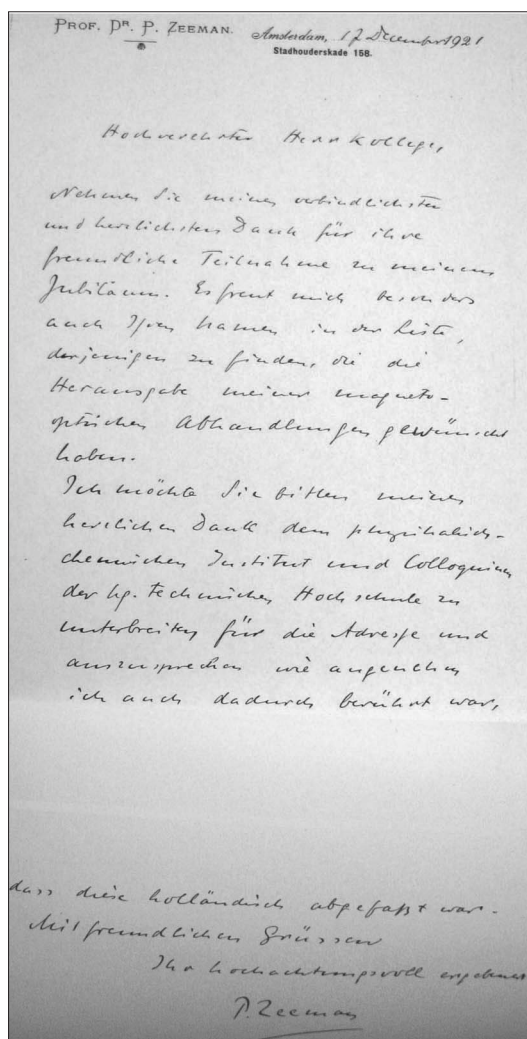 PROF. DR. P. ZEEMAN.
Amsterdam, 17 December 1921
Stadhouderskade 158.
Hochverehrter Herr Kollege,
Nehmen Sie meinen verbindlichsten
und herzlichsten Dank für ihre
freundliche Teilnahme zu meinem
Jubiläum. Es freut mich besonders
auch Ihren Namen in der Liste,
derjenigen zu finden, die die
Herausgabe meiner magneto-
optischen Abhandlungen gewünscht
haben.
Ich möchte Sie bitten meinen
herzlichen Dank dem physikalisch-
chemischen Institut und Colloquium
der kg. technischen Hochschule zu
unterbreiten für die Adresse und
auszusprechen wie angenehm
ich auch dadurch berührt war,
dass diese holländisch abgefaßt war.
Mit freundlichen Grüssen
Ihr hochachtungsvoll ergebener
P. Zeeman